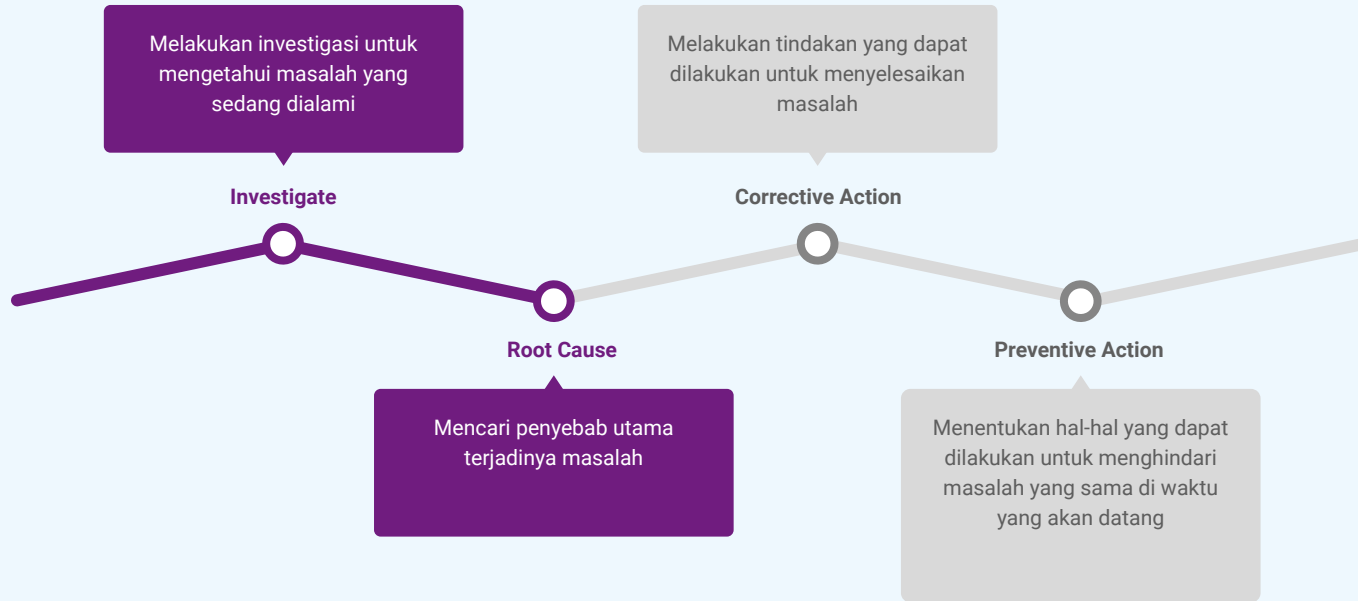 Melakukan investigasi untuk
mengetahui masalah yang
sedang dialami
Investigate
Mencari penyebab utama
terjadinya masalah
Root Cause
Melakukan tindakan yang dapat
dilakukan untuk menyelesaikan
masalah
Corrective Action
Preventive Action
Menentukan hal-hal yang dapat
dilakukan untuk menghindari
masalah yang sama di waktu
yang akan datang